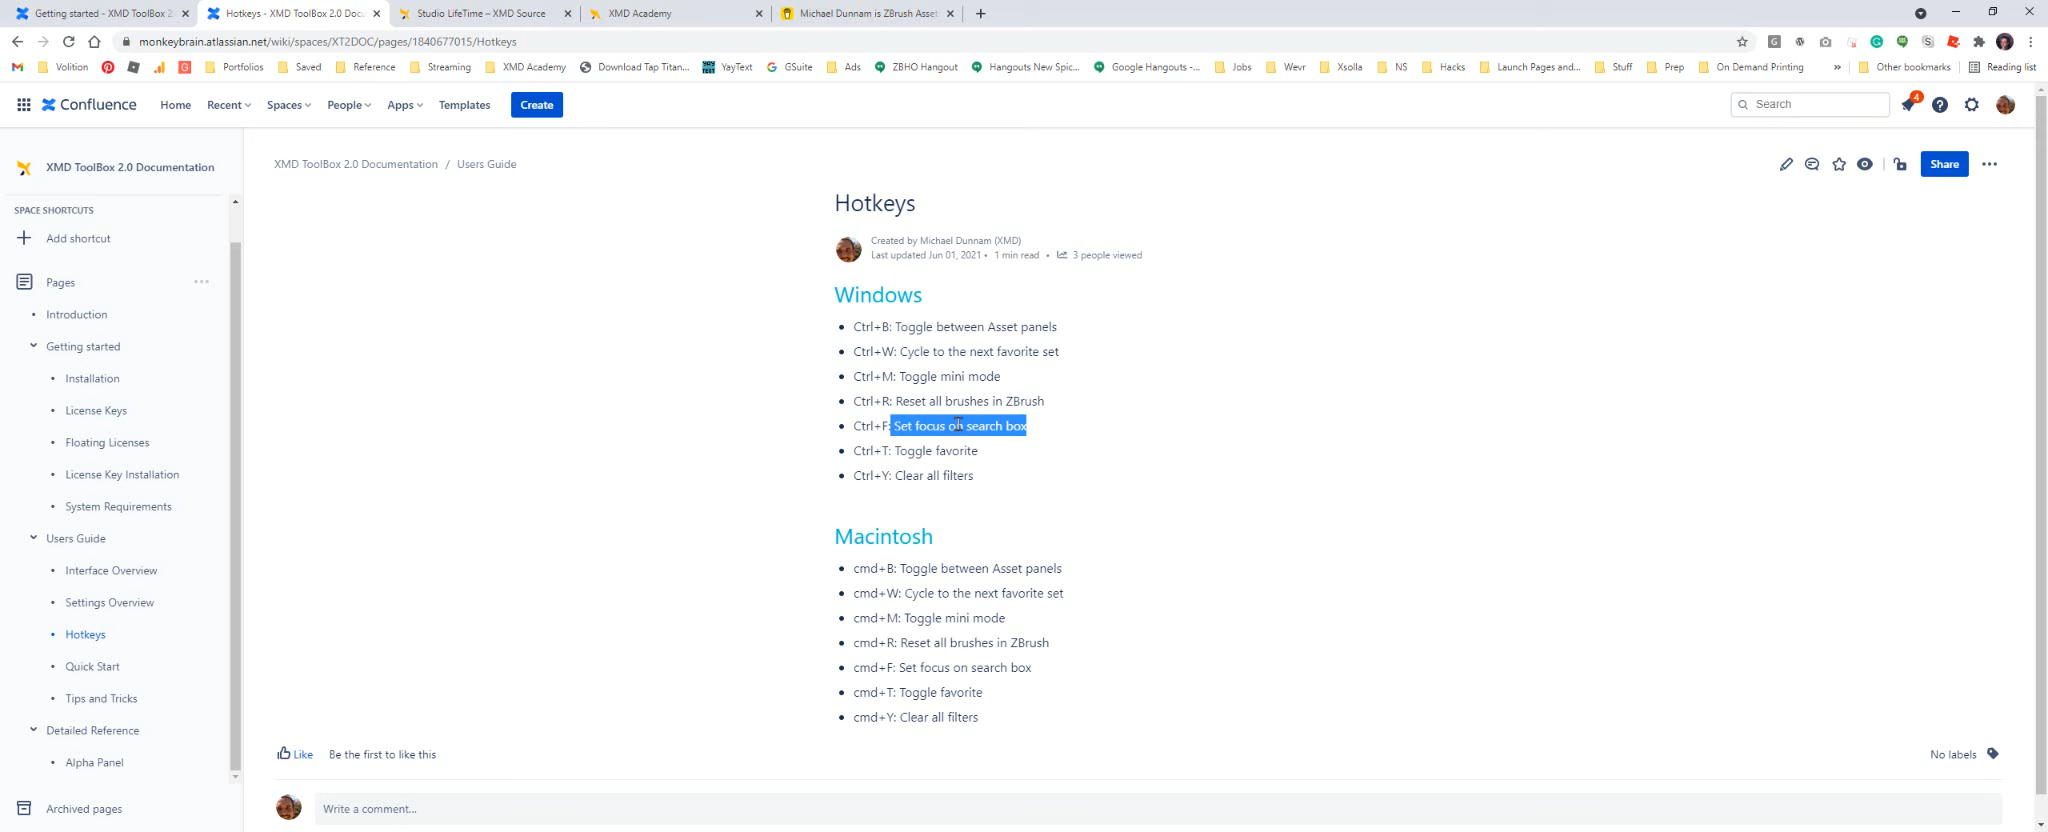 Getting started - XMD ToolBox 2
Hotkeys - XMD ToolBox 2.0 Doc
Studio LifeTime – XMD Source
XMD Academy
Michael Dunnam is ZBrush Asset
monkeybrain.atlassian.net/wiki/spaces/XT2DOC/pages/1840677015/Hotkeys
Volition
Portfolios
Saved
Reference
Streaming
XMD Academy
Download Tap Titan...
YayText
GSuite
Ads
ZBHO Hangout
Hangouts New Spic...
Google Hangouts -...
Jobs
Wevr
Xsolla
NS
Hacks
Launch Pages and...
Stuff
Prep
On Demand Printing
»
Other bookmarks
Reading list
Confluence
Home
Recent
Spaces
People
Apps
Templates
Create
Search
4
XMD ToolBox 2.0 Documentation
XMD ToolBox 2.0 Documentation / Users Guide
Share
SPACE SHORTCUTS
Add shortcut
Pages
Introduction
Getting started
Installation
License Keys
Floating Licenses
License Key Installation
System Requirements
Users Guide
Interface Overview
Settings Overview
Hotkeys
Quick Start
Tips and Tricks
Detailed Reference
Alpha Panel
Archived pages
Hotkeys
Created by Michael Dunnam (XMD)
Last updated Jun 01, 2021 • 1 min read • 3 people viewed
Windows
• Ctrl+B: Toggle between Asset panels
• Ctrl+W: Cycle to the next favorite set
• Ctrl+M: Toggle mini mode
• Ctrl+R: Reset all brushes in ZBrush
• Ctrl+F: Set focus on search box
• Ctrl+T: Toggle favorite
• Ctrl+Y: Clear all filters
Macintosh
• cmd+B: Toggle between Asset panels
• cmd+W: Cycle to the next favorite set
• cmd+M: Toggle mini mode
• cmd+R: Reset all brushes in ZBrush
• cmd+F: Set focus on search box
• cmd+T: Toggle favorite
• cmd+Y: Clear all filters
Like
Be the first to like this
No labels
Write a comment...